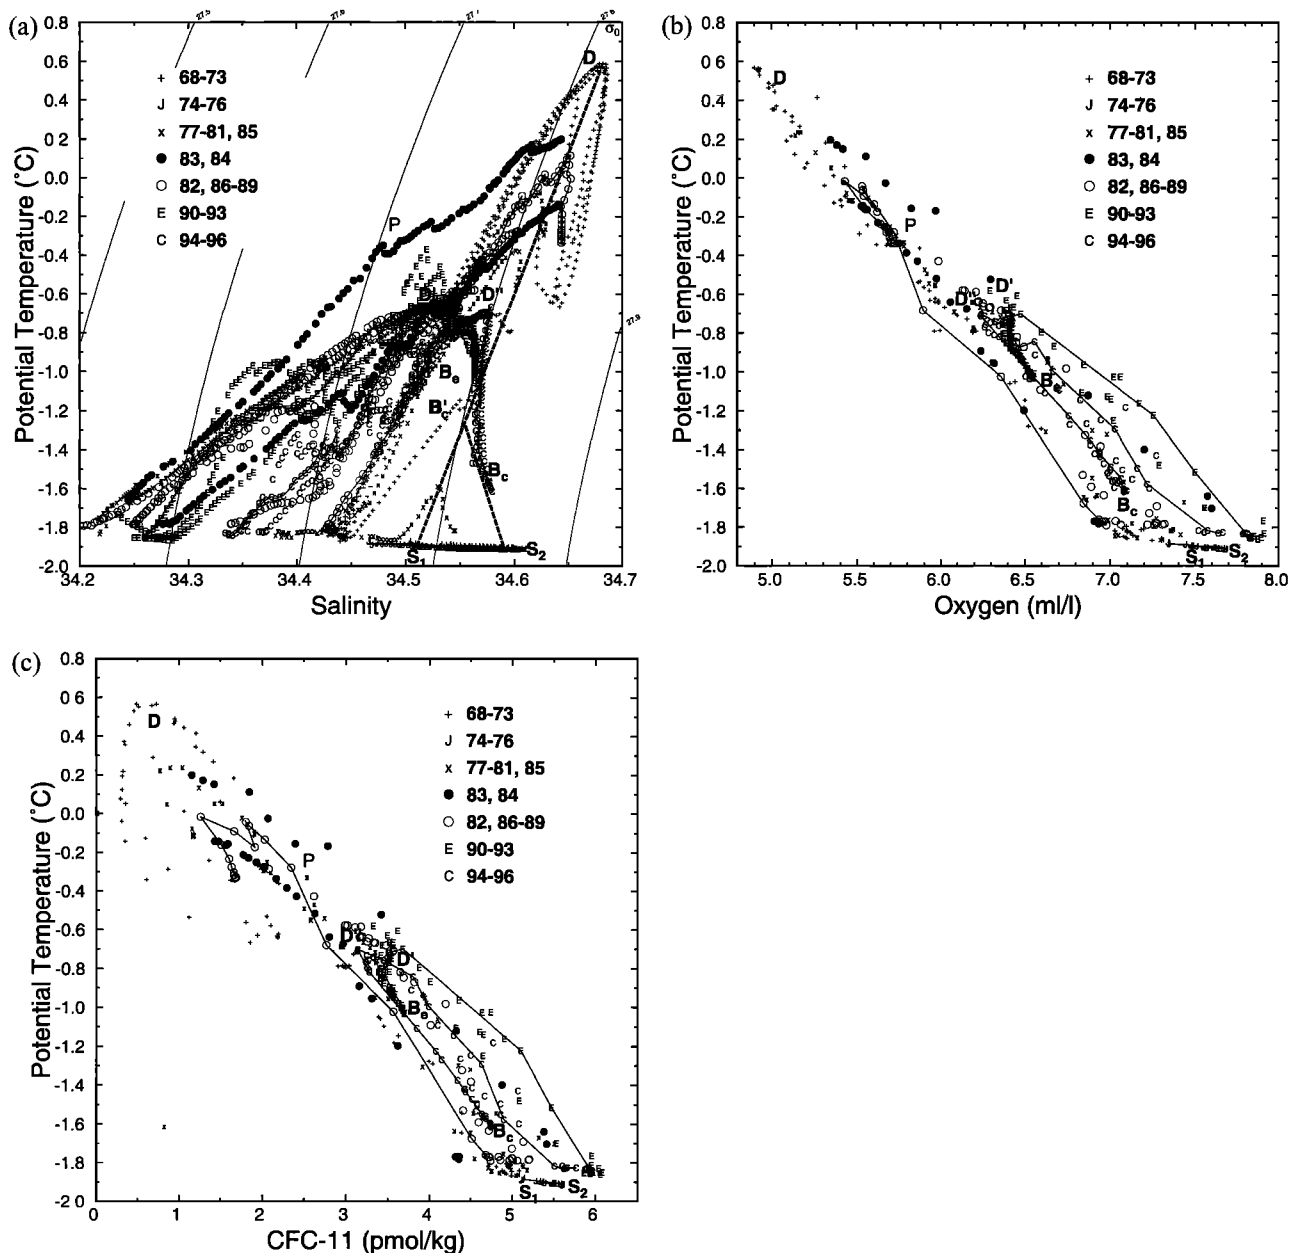 (a)
27.5
27.6
27.7
27.8
σ0
0.8
0.6
0.4
0.2
0.0
-0.2
-0.4
-0.6
-0.8
-1.0
-1.2
-1.4
-1.6
-1.8
-2.0
Potential Temperature (˚C)
+ 68-73
J 74-76
x 77-81, 85
● 83, 84
○ 82, 86-89
E 90-93
C 94-96
D
P
D'
D''
Be
B'c
Bc
S1
S2
27.9
34.2 34.3 34.4 34.5 34.6 34.7
Salinity
(b)
0.8
0.6
0.4
0.2
0.0
-0.2
-0.4
-0.6
-0.8
-1.0
-1.2
-1.4
-1.6
-1.8
-2.0
Potential Temperature (˚C)
+ 68-73
J 74-76
x 77-81, 85
● 83, 84
○ 82, 86-89
E 90-93
C 94-96
D
P
D'
D''
Bc
S1
S2
5.0 5.5 6.0 6.5 7.0 7.5 8.0
Oxygen (ml/l)
(c)
0.8
0 6
0.4
0.2
0.0
-0.2
-0.4
-0.6
-0.8
-1.0
-1.2
-1.4
-1.6
-1.8
-2 0
Potential Temperature (˚C)
+ 68-73
J 74-76
x 77-81, 85
● 83, 84
○ 82, 86-89
E 90-93
C 94-96
D
P
D'
Be
Bc
S1
S2
0 1 2 3 4 5 6
CFC-11 (pmol/kg)